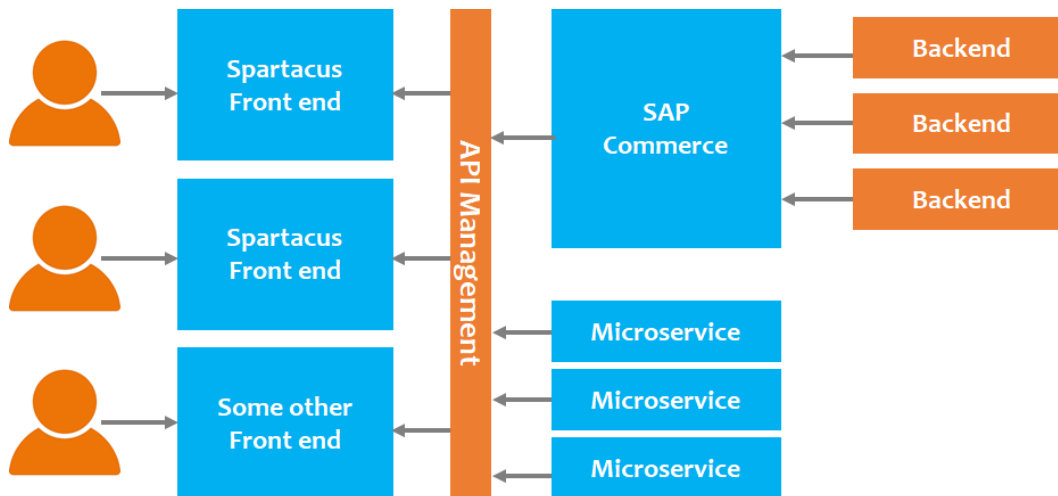 Spartacus
Front end
Spartacus
Front end
Some other
Front end
API Management
SAP
Commerce
Backend
Backend
Backend
Microservice
Microservice
Microservice